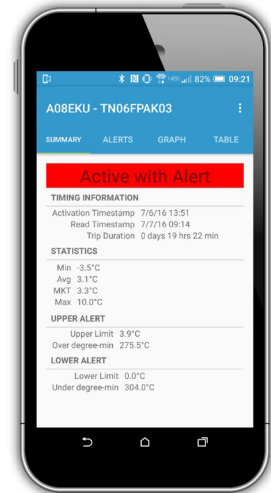 82% 09:21
A08EKU - TN06FPAK03
SUMMARY ALERTS GRAPH TABLE
Active with Alert
TIMING INFORMATION
Activation Timestamp 7/6/16 13:51
Read Timestamp 7/7/16 09:14
Trip Duration 0 days 19 hrs 22 min
STATISTICS
Min -3.5°C
Avg 3.1°C
MKT 3.3°C
Max 10.0°C
UPPER ALERT
Upper Limit 3.9°C
Over degree-min 275.5°C
LOWER ALERT
Lower Limit 0.0°C
Under degree-min 304.0°C